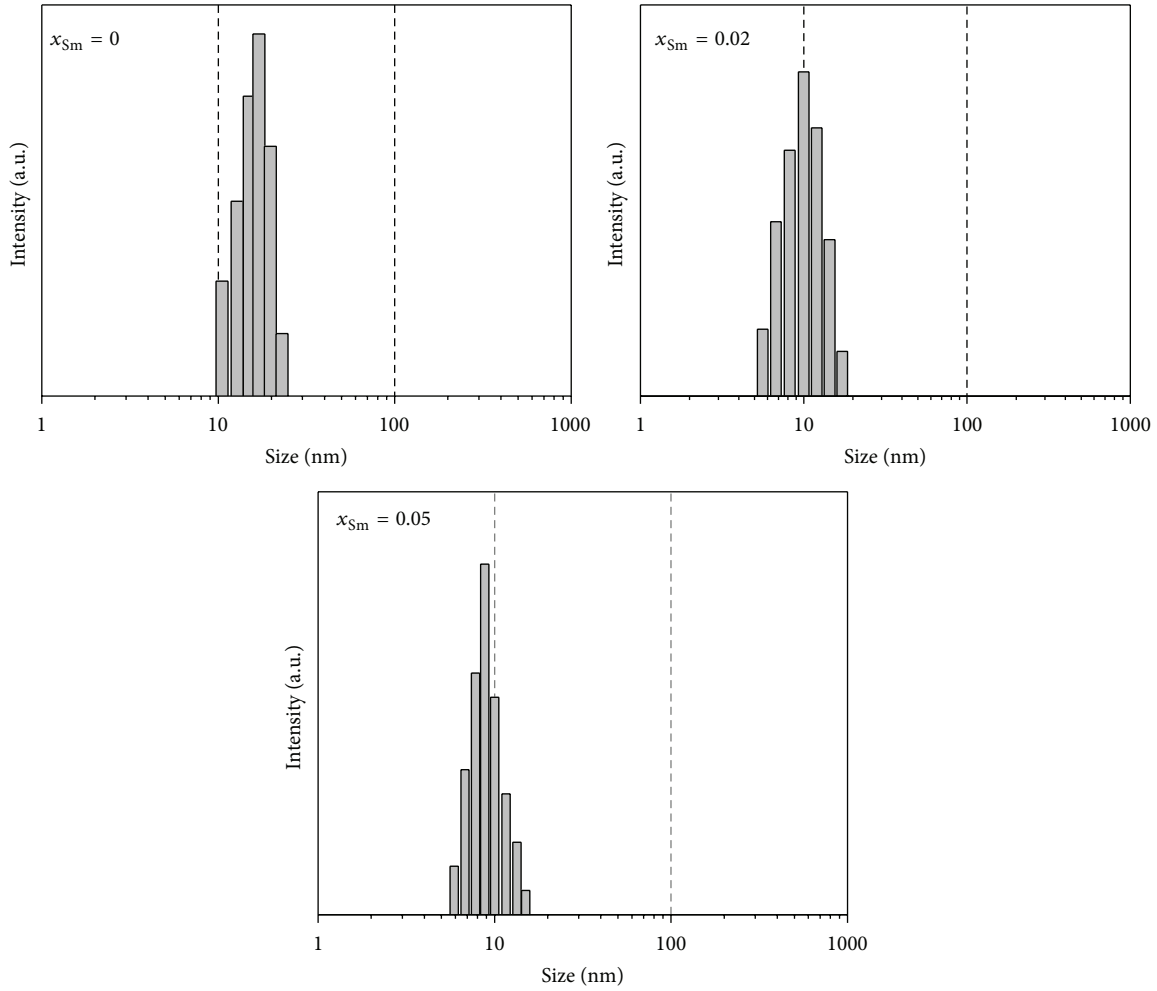 x_Sm = 0
Intensity (a.u.)
1 10 100 1000
Size (nm)
x_Sm = 0.02
Intensity (a.u.)
1 10 100 1000
Size (nm)
x_Sm = 0.05
Intensity (a.u.)
1 10 100 1000
Size (nm)